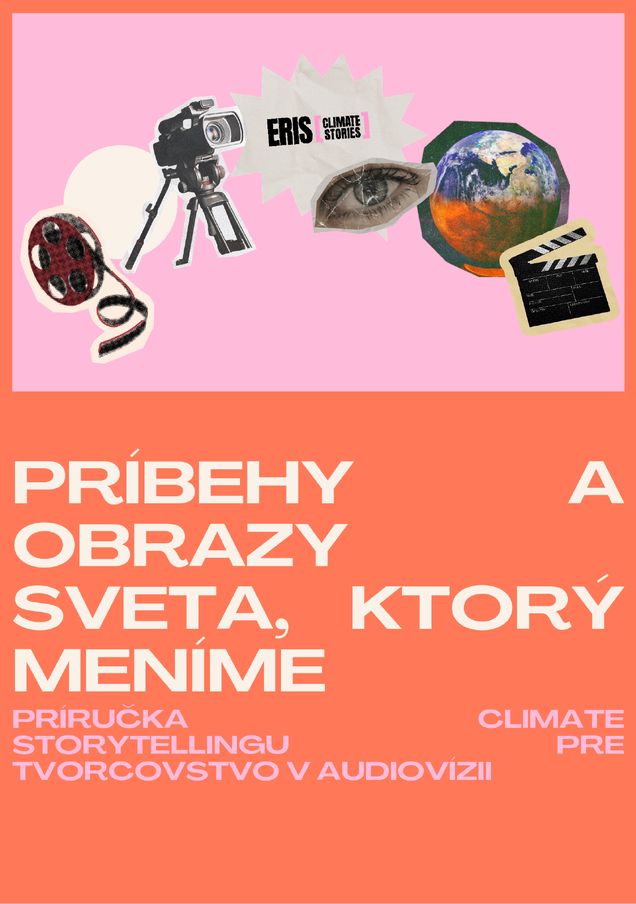 ERIS [CLIMATE STORIES]
PRÍBEHY A
OBRAZY
SVETA, KTORÝ
MENÍME
PRÍRUČKA CLIMATE
STORYTELLINGU PRE
TVORCOVSTVO V AUDIOVÍZII